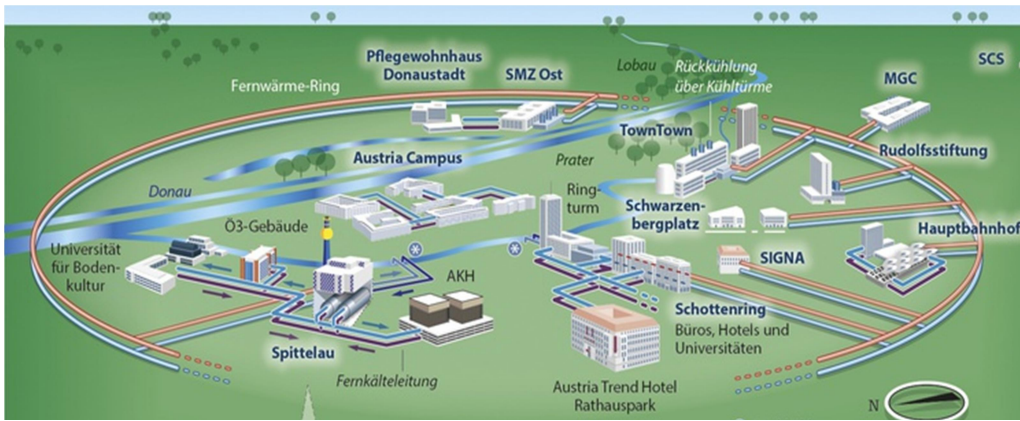 Pflegewohnhaus
Donaustadt
SMZ Ost
Lobau
Rückkühlung
über Kühltürme
SCS
MGC
Fernwärme-Ring
TownTown
Rudolfsstiftung
Austria Campus
Prater
Donau
Ring-
turm
Schwarzen-
bergplatz
Hauptbahnhof
Ö3-Gebäude
Universität
für Boden-
kultur
AKH
SIGNA
Schottenring
Büros, Hotels und
Universitäten
Spittelau
Fernkälteleitung
Austria Trend Hotel
Rathauspark
N